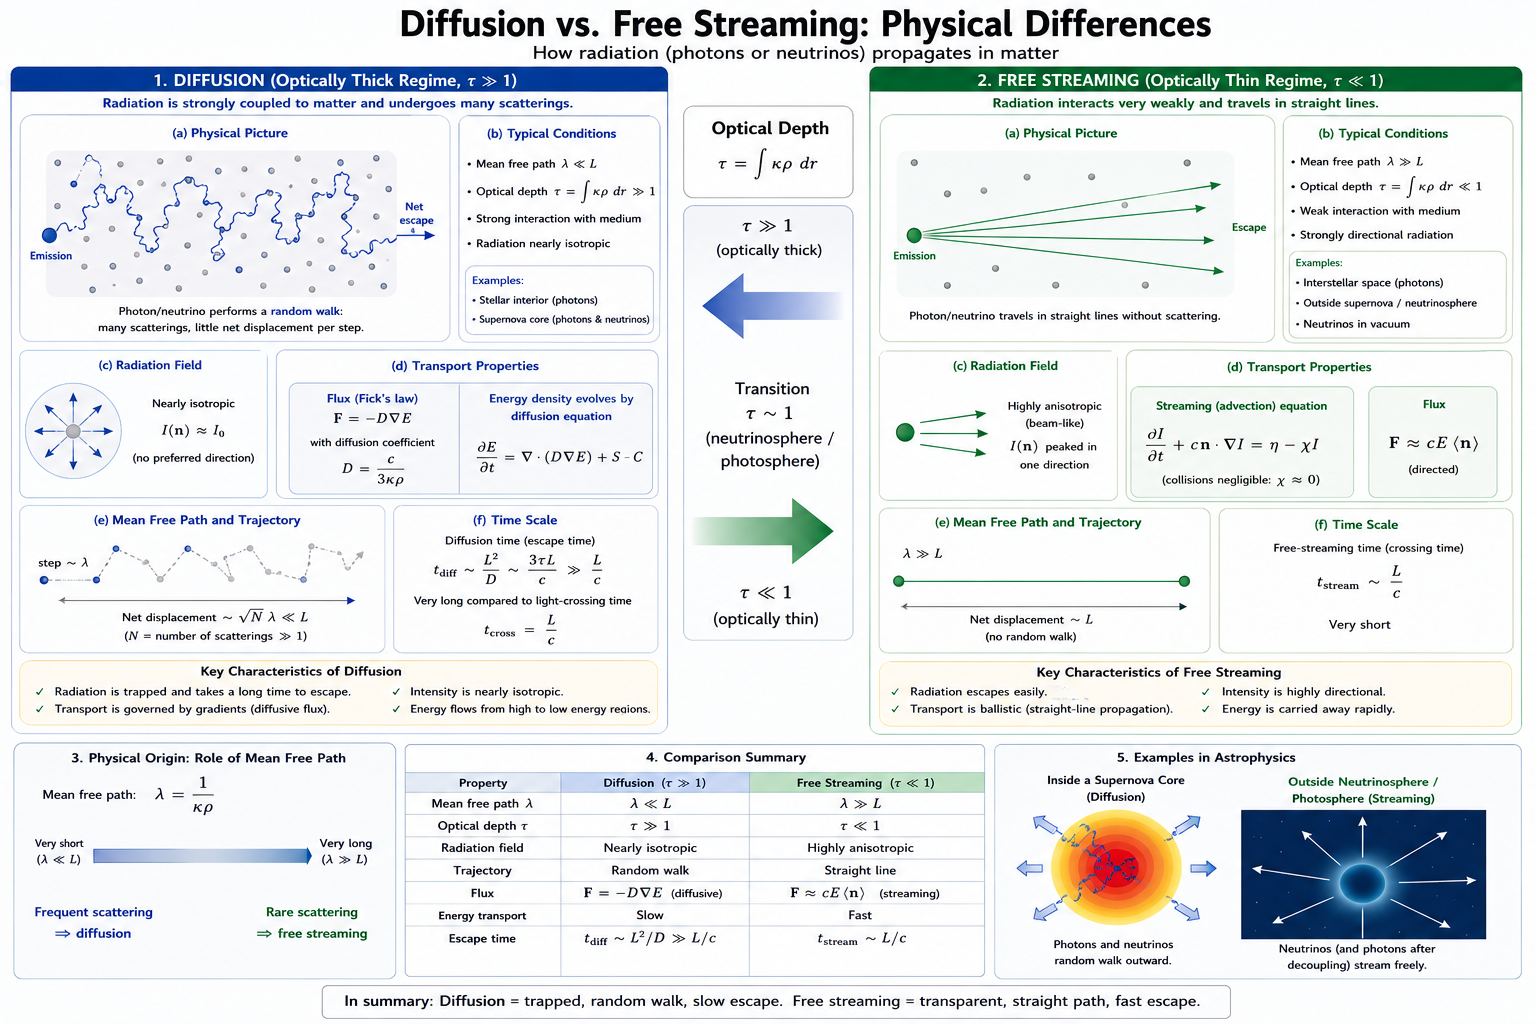 Diffusion vs. Free Streaming: Physical Differences
How radiation (photons or neutrinos) propagates in matter
1. DIFFUSION (Optically Thick Regime, τ ≫ 1)
Radiation is strongly coupled to matter and undergoes many scatterings.
(a) Physical Picture
Emission
Net
escape
Photon/neutrino performs a random walk:
many scatterings, little net displacement per step.
(b) Typical Conditions
• Mean free path λ ≪ L
• Optical depth τ = ∫ κρ dr ≫ 1
• Strong interaction with medium
• Radiation nearly isotropic
Examples:
• Stellar interior (photons)
• Supernova core (photons & neutrinos)
(c) Radiation Field
Nearly isotropic
I(n) ≈ I₀
(no preferred direction)
(d) Transport Properties
Flux (Fick's law)
F = −D∇E
with diffusion coefficient
D = c / 3κρ
Energy density evolves by
diffusion equation
∂E/∂t = ∇ · (D∇E) + S - C
(e) Mean Free Path and Trajectory
step ~ λ
Net displacement ~ √N λ ≪ L
(N = number of scatterings ≫ 1)
(f) Time Scale
Diffusion time (escape time)
t_diff ~ L²/D ~ 3τL/c ≫ L/c
Very long compared to light-crossing time
t_cross = L/c
Key Characteristics of Diffusion
✓ Radiation is trapped and takes a long time to escape.
✓ Transport is governed by gradients (diffusive flux).
✓ Intensity is nearly isotropic.
✓ Energy flows from high to low energy regions.
Optical Depth
τ = ∫ κρ dr
τ ≫ 1
(optically thick)
Transition
τ ~ 1
(neutrinosphere /
photosphere)
τ ≪ 1
(optically thin)
2. FREE STREAMING (Optically Thin Regime, τ ≪ 1)
Radiation interacts very weakly and travels in straight lines.
(a) Physical Picture
Emission
Escape
Photon/neutrino travels in straight lines without scattering.
(b) Typical Conditions
• Mean free path λ ≫ L
• Optical depth τ = ∫ κρ dr ≪ 1
• Weak interaction with medium
• Strongly directional radiation
Examples:
• Interstellar space (photons)
• Outside supernova / neutrinosphere
• Neutrinos in vacuum
(c) Radiation Field
Highly anisotropic
(beam-like)
I(n) peaked in
one direction
(d) Transport Properties
Streaming (advection) equation
∂I/∂t + c n · ∇I = η − χI
(collisions negligible: χ ≈ 0)
Flux
F ≈ cE ⟨n⟩
(directed)
(e) Mean Free Path and Trajectory
λ ≫ L
Net displacement ~ L
(no random walk)
(f) Time Scale
Free-streaming time (crossing time)
t_stream ~ L/c
Very short
Key Characteristics of Free Streaming
✓ Radiation escapes easily.
✓ Transport is ballistic (straight-line propagation).
✓ Intensity is highly directional.
✓ Energy is carried away rapidly.
3. Physical Origin: Role of Mean Free Path
Mean free path: λ = 1/κρ
Very short
(λ ≪ L)
Very long
(λ ≫ L)
Frequent scattering
⇒ diffusion
Rare scattering
⇒ free streaming
4. Comparison Summary
Property Diffusion (τ ≫ 1) Free Streaming (τ ≪ 1)
Mean free path λ λ ≪ L λ ≫ L
Optical depth τ τ ≫ 1 τ ≪ 1
Radiation field Nearly isotropic Highly anisotropic
Trajectory Random walk Straight line
Flux F = −D∇E (diffusive) F ≈ cE ⟨n⟩ (streaming)
Energy transport Slow Fast
Escape time t_diff ~ L²/D ≫ L/c t_stream ~ L/c
5. Examples in Astrophysics
Inside a Supernova Core
(Diffusion)
Photons and neutrinos
random walk outward.
Outside Neutrinosphere /
Photosphere (Streaming)
Neutrinos (and photons after
decoupling) stream freely.
In summary: Diffusion = trapped, random walk, slow escape. Free streaming = transparent, straight path, fast escape.